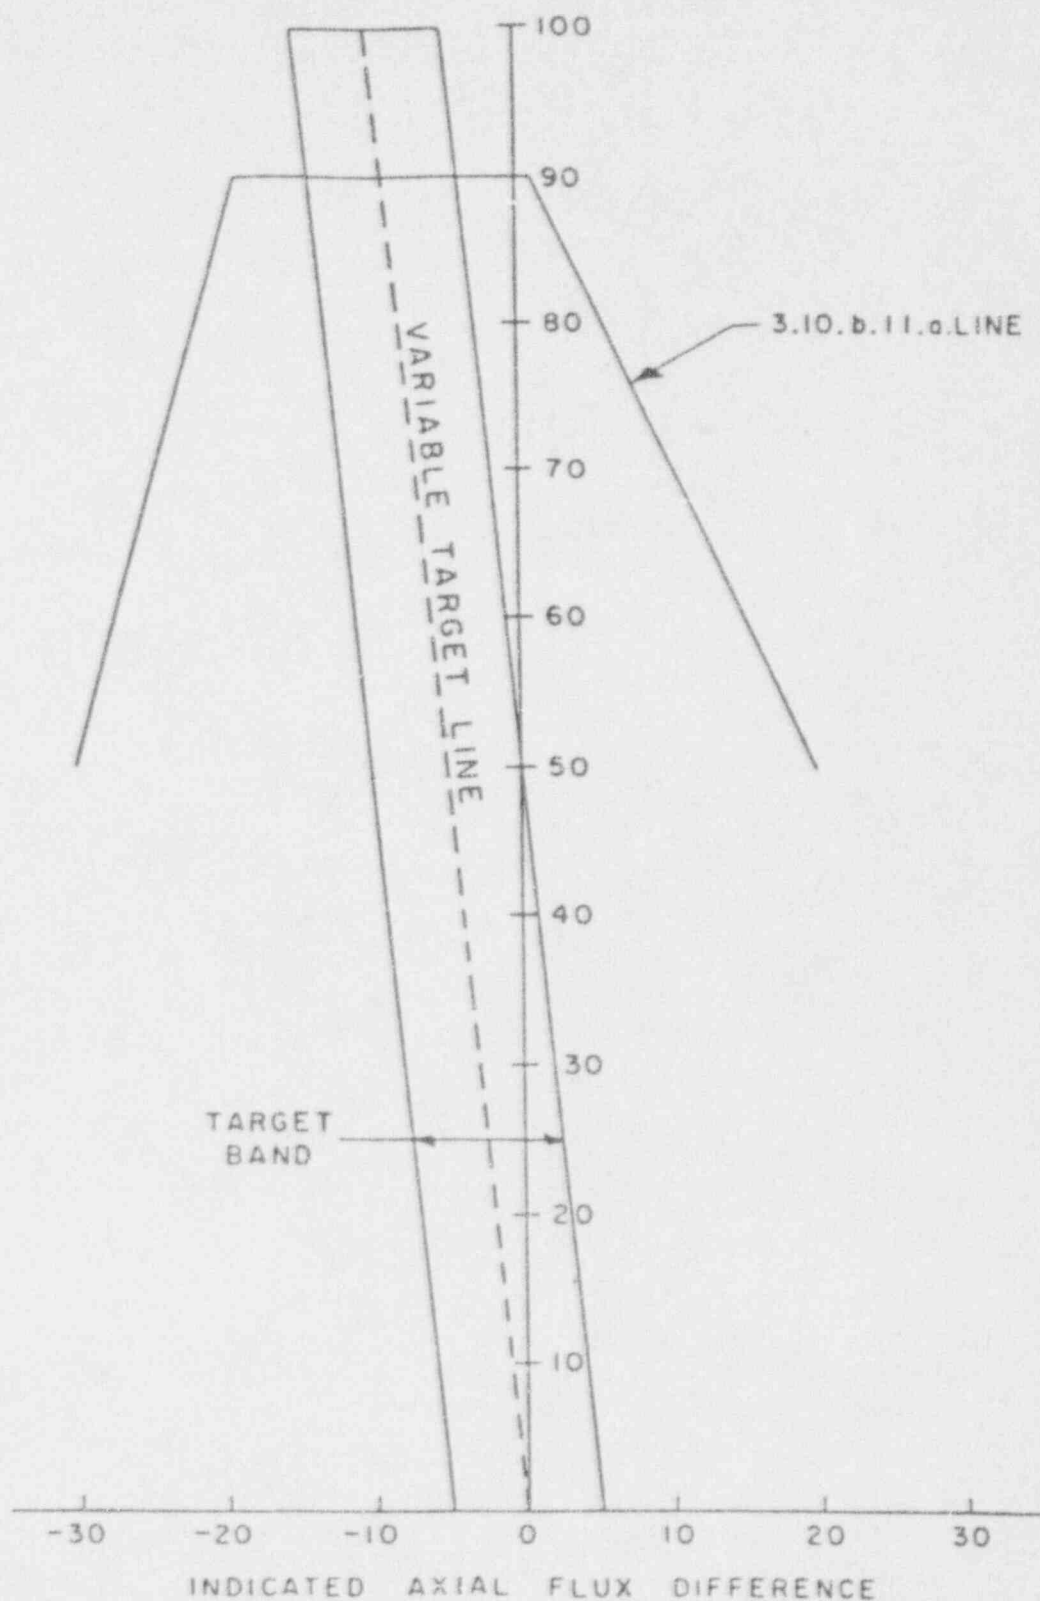 100
90
80
3.10.b.11.a.LINE
70
60
VARIABLE TARGET LINE
50
40
30
TARGET
BAND
20
10
-30 -20 -10 0 10 20 30
INDICATED AXIAL FLUX DIFFERENCE